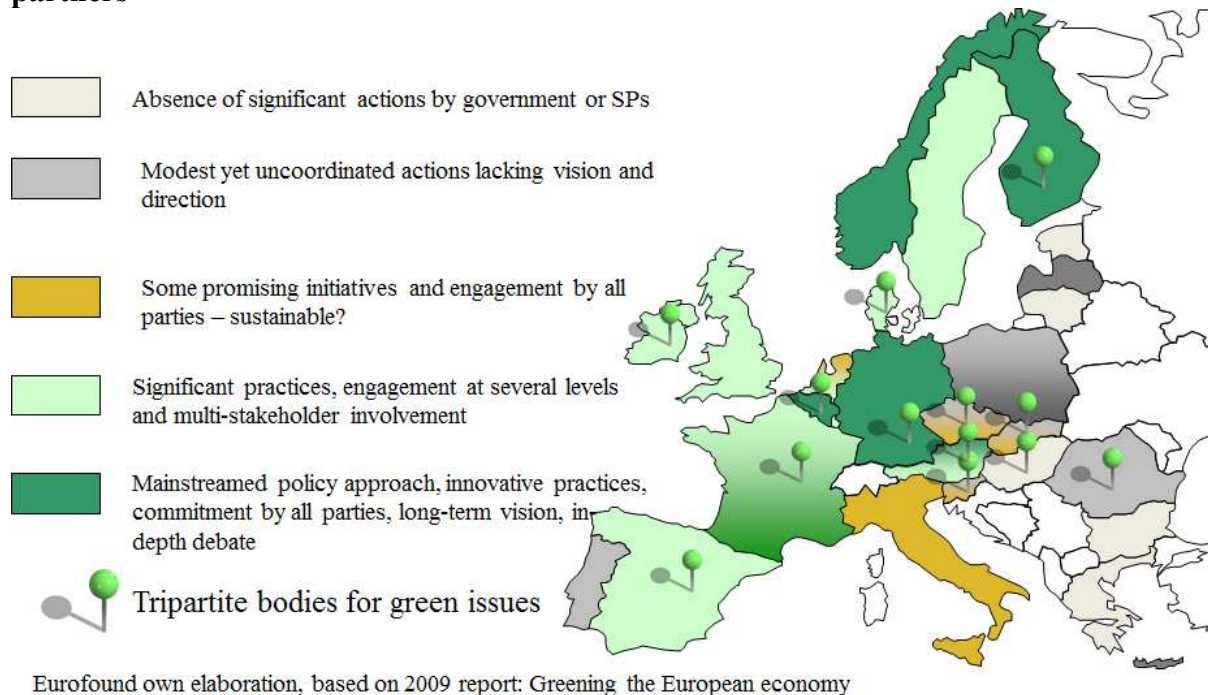 partners
Absence of significant actions by government or SPs
Modest yet uncoordinated actions lacking vision and
direction
Some promising initiatives and engagement by all
parties – sustainable?
Significant practices, engagement at several levels
and multi-stakeholder involvement
Mainstreamed policy approach, innovative practices,
commitment by all parties, long-term vision, in-
depth debate
Tripartite bodies for green issues
Eurofound own elaboration, based on 2009 report: Greening the European economy